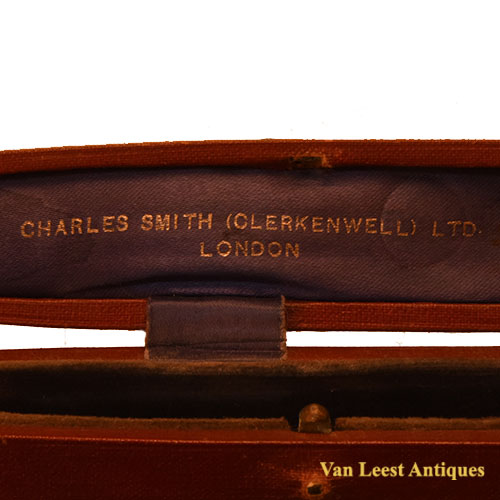 CHARLES SMITH (CLERKENWELL) LTD.
LONDON
Van Leest Antiques